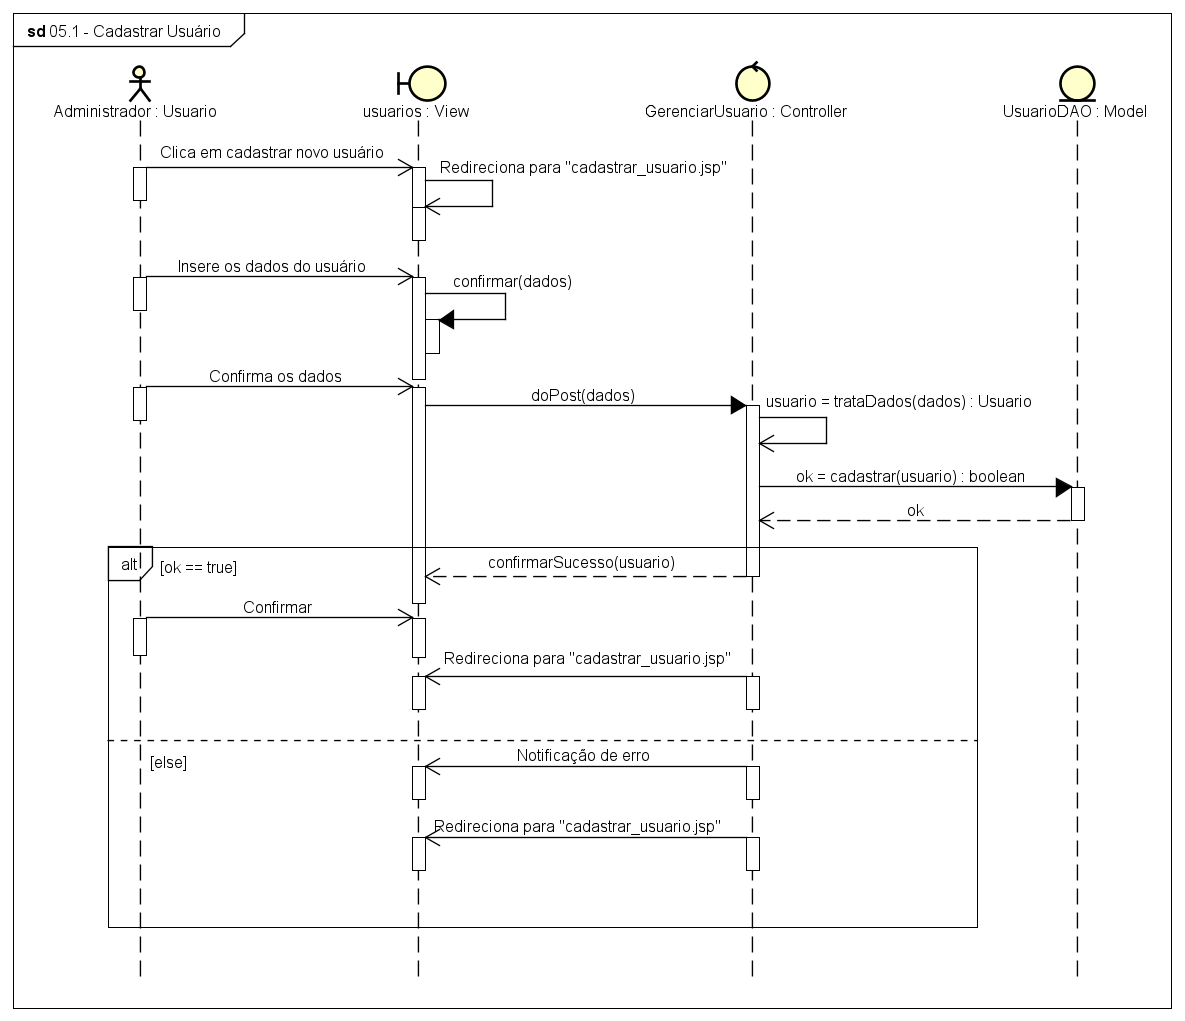 sd 05.1 - Cadastrar Usuário
Administrador : Usuario
usuarios : View
GerenciarUsuario : Controller
UsuarioDAO : Model
Clica em cadastrar novo usuário
Redireciona para "cadastrar_usuario.jsp"
Insere os dados do usuário
confirmar(dados)
Confirma os dados
doPost(dados)
usuario = trataDados(dados) : Usuario
ok = cadastrar(usuario) : boolean
ok
alt
[ok == true]
confirmarSucesso(usuario)
Confirmar
Redireciona para "cadastrar_usuario.jsp"
[else]
Notificação de erro
Redireciona para "cadastrar_usuario.jsp"